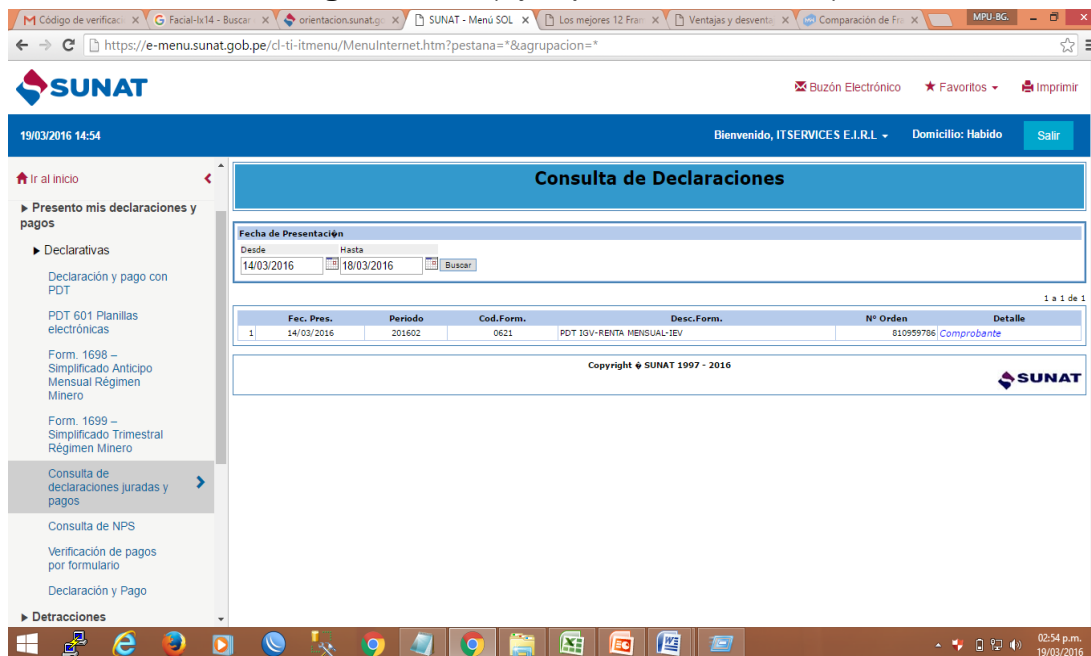 Código de verificaci
Facial-lx14 - Buscar
orientacion.sunat.go
SUNAT - Menú SOL
Los mejores 12 Fram
Ventajas y desventaj
Comparación de Fra
MPU-BG.
https://e-menu.sunat.gob.pe/cl-ti-itmenu/MenuInternet.htm?pestana=*&agrupacion=*
SUNAT
Buzón Electrónico
Favoritos
Imprimir
19/03/2016 14:54
Bienvenido, ITSERVICES E.I.R.L
Domicilio: Habido
Salir
Ir al inicio
Presento mis declaraciones y
pagos
Declarativas
Declaración y pago con
PDT
PDT 601 Planillas
electrónicas
Form. 1698 –
Simplificado Anticipo
Mensual Régimen
Minero
Form. 1699 –
Simplificado Trimestral
Régimen Minero
Consulta de
declaraciones juradas y
pagos
Consulta de NPS
Verificación de pagos
por formulario
Declaración y Pago
Detracciones
Consulta de Declaraciones
Fecha de Presentaci�n
Desde Hasta
14/03/2016 18/03/2016 Buscar
1 a 1 de 1
Fec. Pres. Periodo Cod.Form. Desc.Form. Nº Orden Detalle
1 14/03/2016 201602 0621 PDT IGV-RENTA MENSUAL-IEV 810959786 Comprobante
Copyright � SUNAT 1997 - 2016
SUNAT
02:54 p.m.
19/03/2016